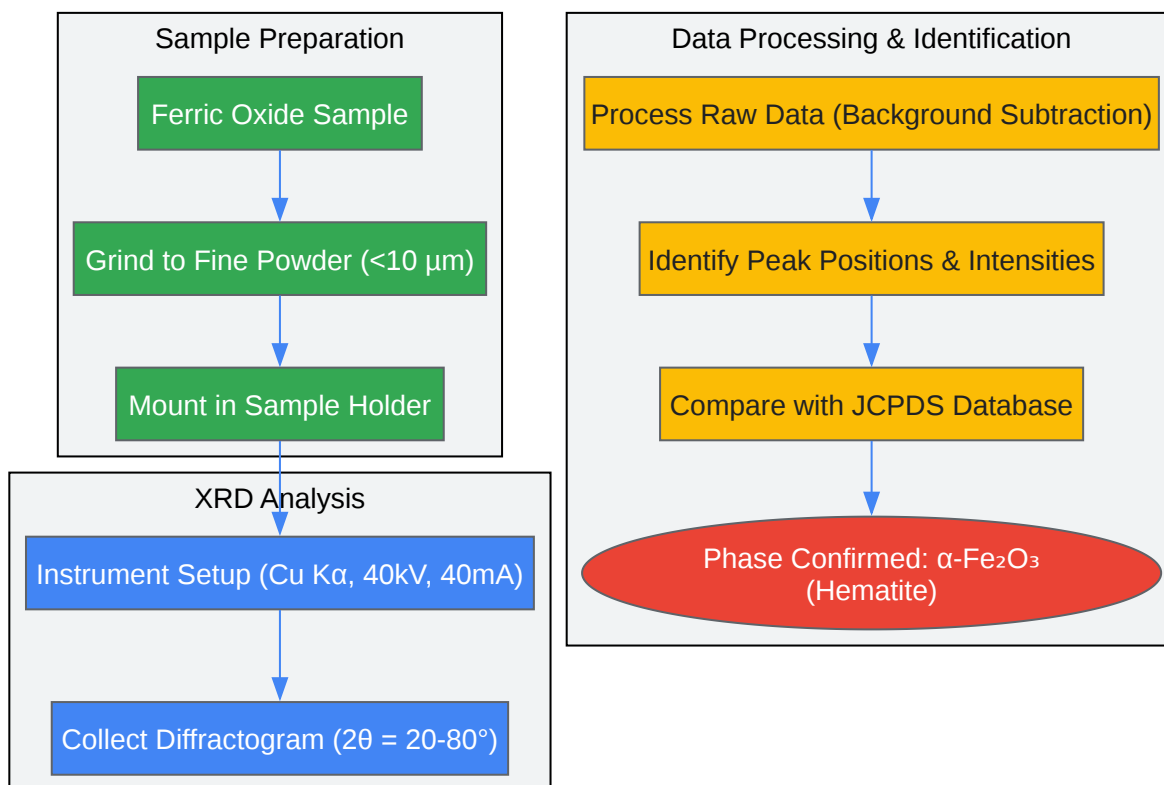 Sample Preparation
Ferric Oxide Sample
Grind to Fine Powder (<10 µm)
Mount in Sample Holder
XRD Analysis
Instrument Setup (Cu Kα, 40kV, 40mA)
Collect Diffractogram (2θ = 20-80°)
Data Processing & Identification
Process Raw Data (Background Subtraction)
Identify Peak Positions & Intensities
Compare with JCPDS Database
Phase Confirmed: α-Fe₂O₃
(Hematite)